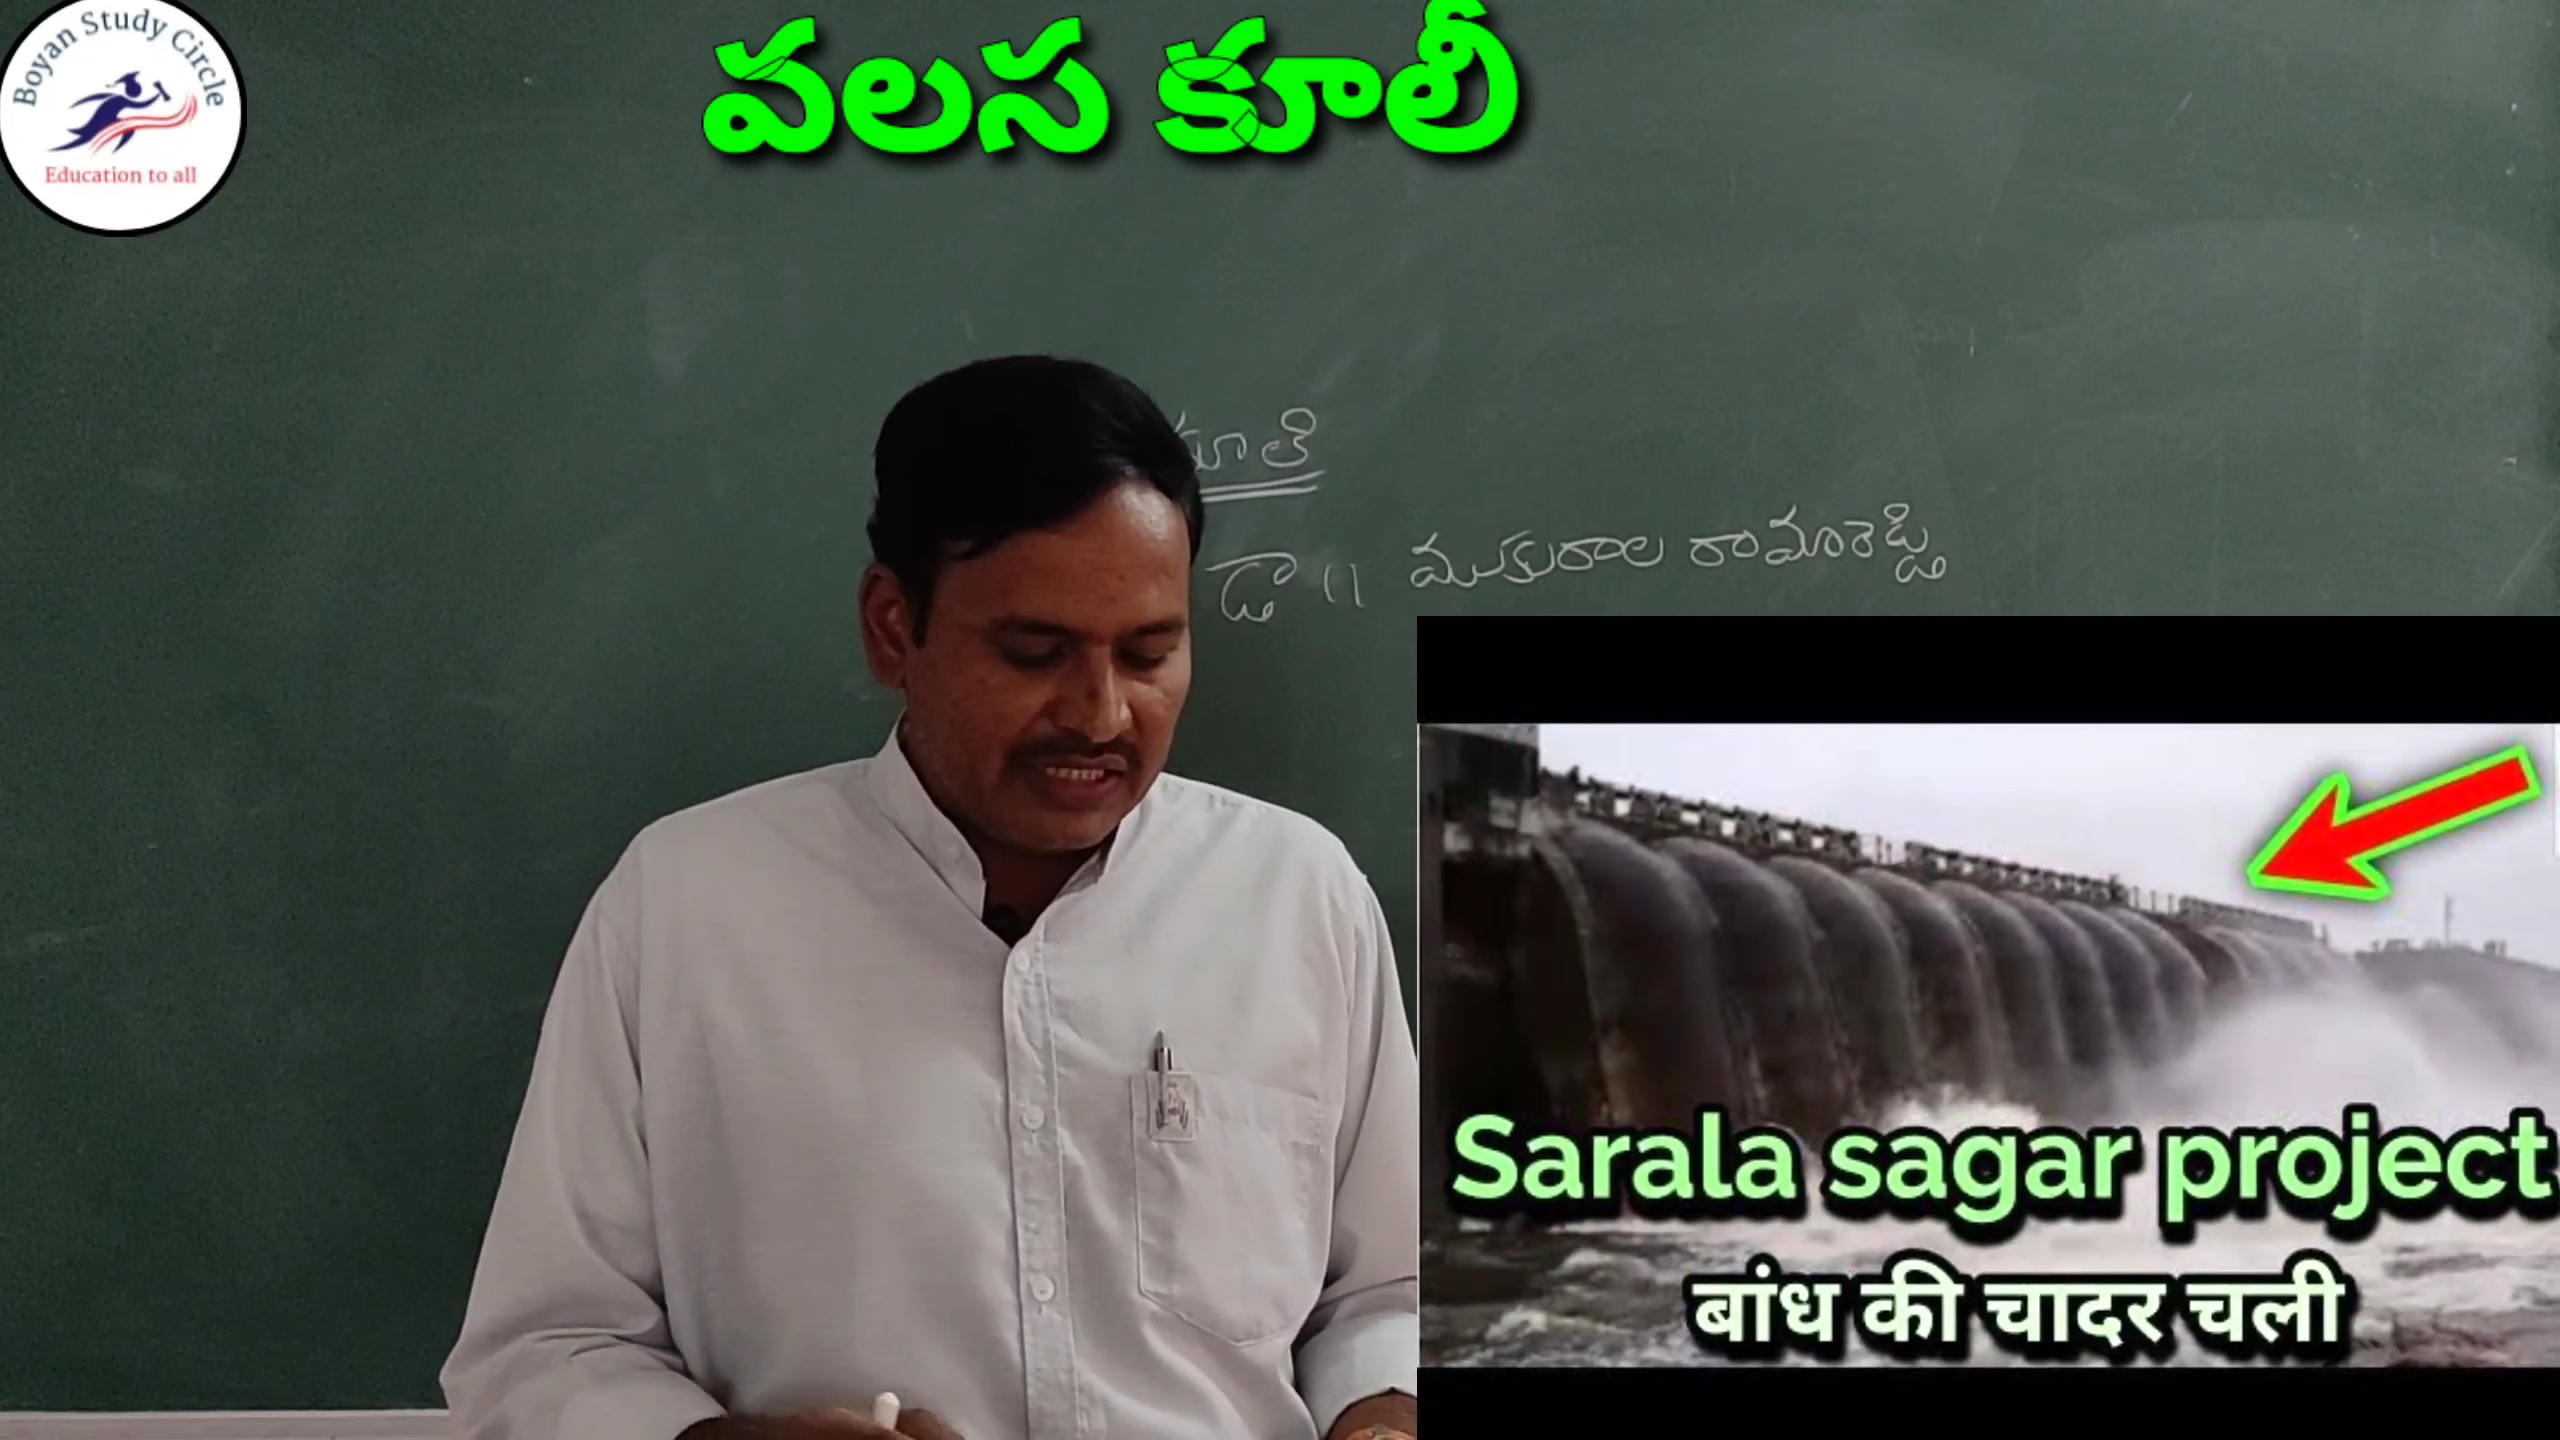 Boyan Study Circle
Education to all
వలస కూలీ
డా|| ముకురాల రామారెడ్డి
Sarala sagar project
बांध की चादर चली